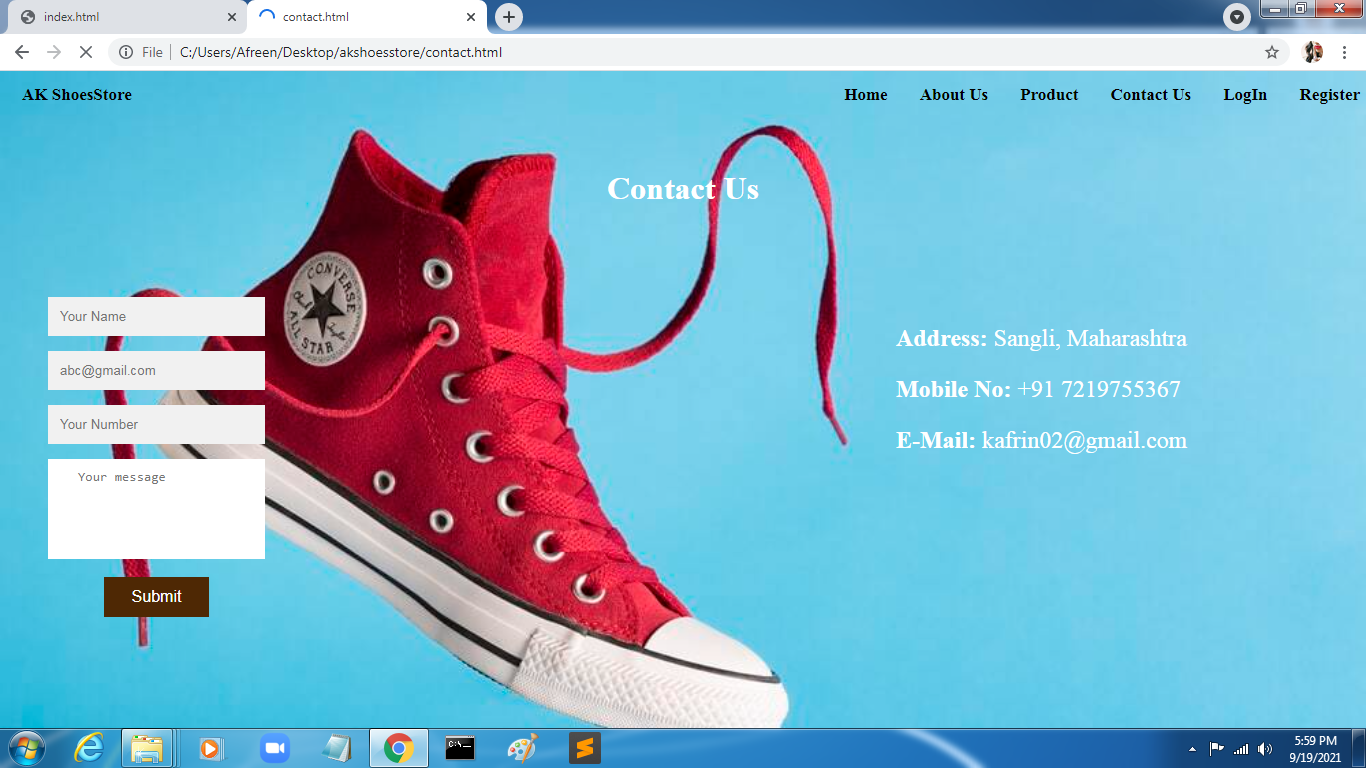 index.html
contact.html
File
C:/Users/Afreen/Desktop/akshoesstore/contact.html
AK ShoesStore
Home
About Us
Product
Contact Us
LogIn
Register
Contact Us
CONVERSE
ALL STAR
Your Name
abc@gmail.com
Your Number
Your message
Submit
Address: Sangli, Maharashtra
Mobile No: +91 7219755367
E-Mail: kafrin02@gmail.com
5:59 PM
9/19/2021